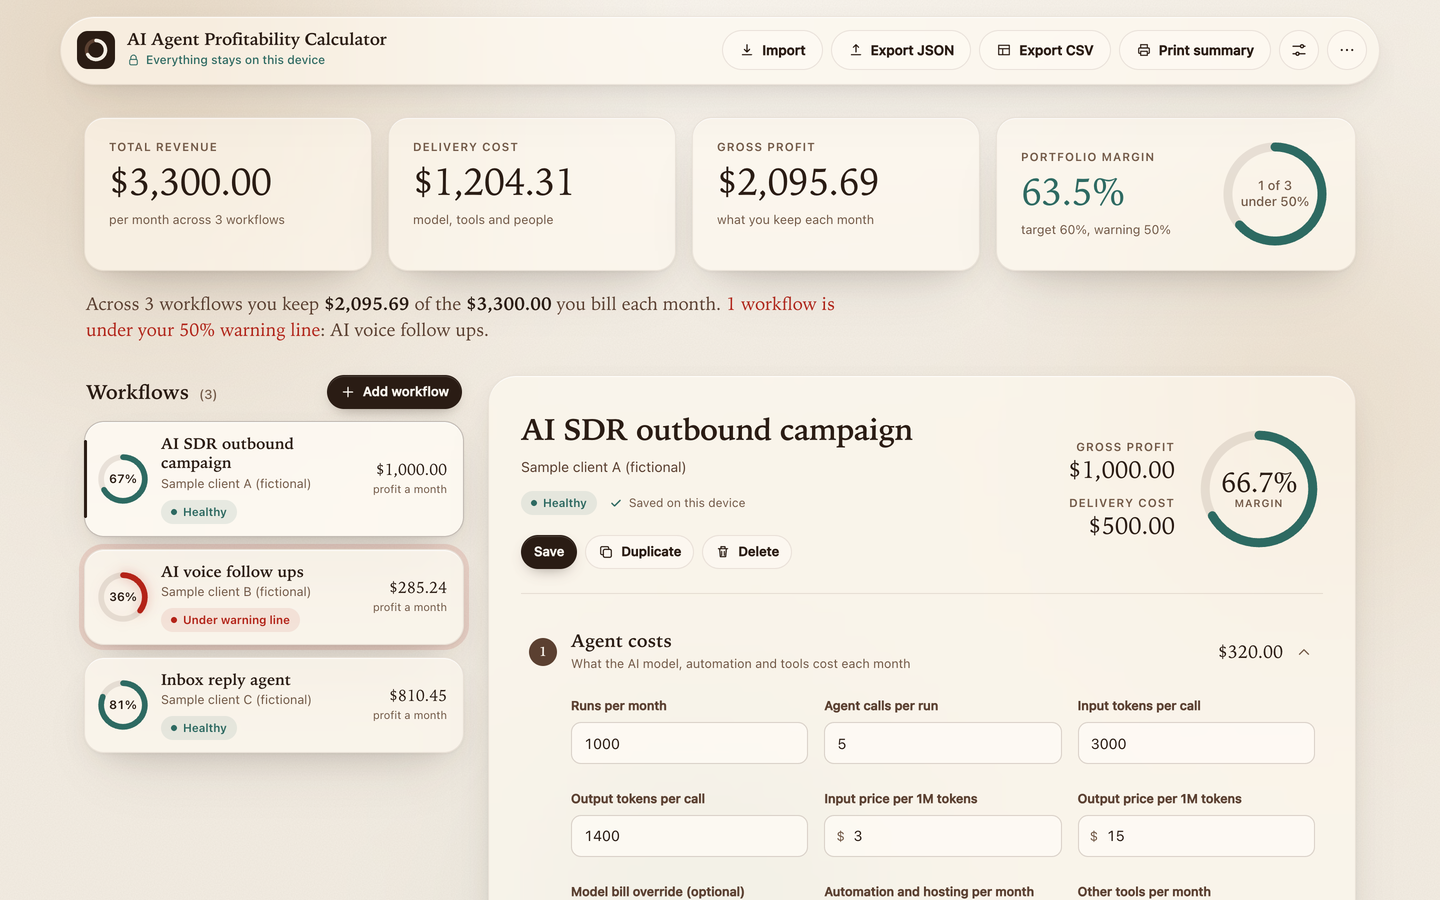 AI Agent Profitability Calculator
Everything stays on this device
Import
Export JSON
Export CSV
Print summary
TOTAL REVENUE
$3,300.00
per month across 3 workflows
DELIVERY COST
$1,204.31
model, tools and people
GROSS PROFIT
$2,095.69
what you keep each month
PORTFOLIO MARGIN
63.5%
target 60%, warning 50%
1 of 3
under 50%
Across 3 workflows you keep $2,095.69 of the $3,300.00 you bill each month. 1 workflow is
under your 50% warning line: AI voice follow ups.
Workflows (3)
Add workflow
67%
AI SDR outbound
campaign
Sample client A (fictional)
Healthy
$1,000.00
profit a month
36%
AI voice follow ups
Sample client B (fictional)
Under warning line
$285.24
profit a month
81%
Inbox reply agent
Sample client C (fictional)
Healthy
$810.45
profit a month
AI SDR outbound campaign
Sample client A (fictional)
Healthy
Saved on this device
Save
Duplicate
Delete
GROSS PROFIT
$1,000.00
DELIVERY COST
$500.00
66.7%
MARGIN
1
Agent costs
What the AI model, automation and tools cost each month
$320.00
Runs per month
1000
Agent calls per run
5
Input tokens per call
3000
Output tokens per call
1400
Input price per 1M tokens
$ 3
Output price per 1M tokens
$ 15
Model bill override (optional)
Automation and hosting per month
Other tools per month